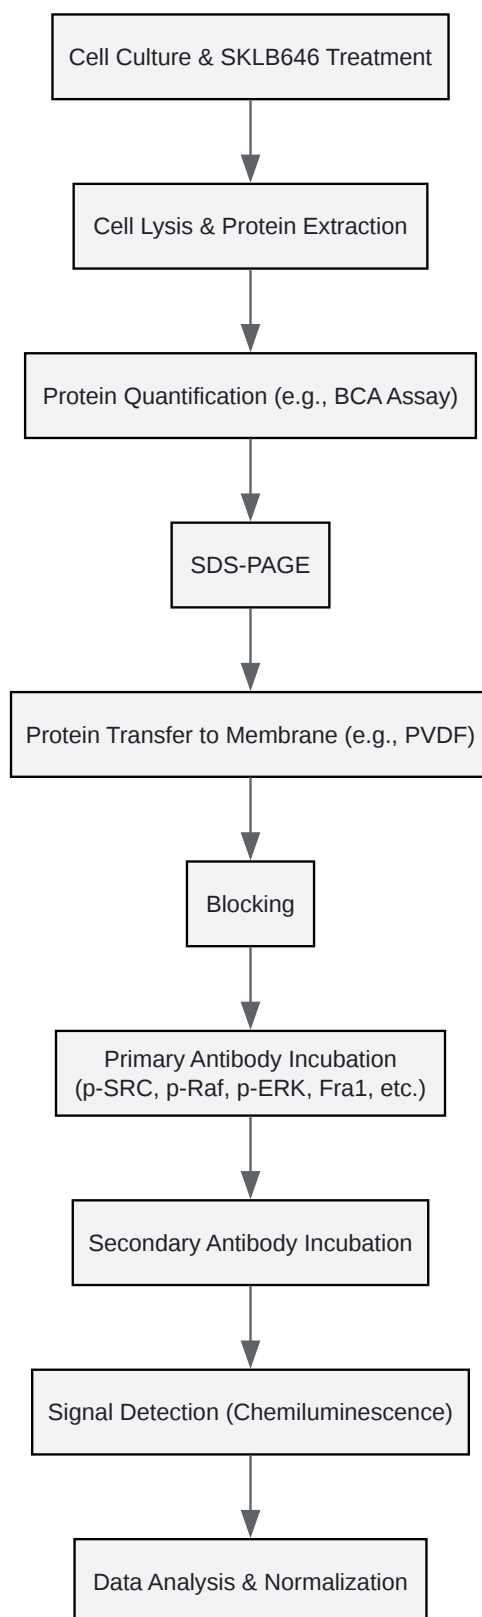 Cell Culture & SKLB646 Treatment
Cell Lysis & Protein Extraction
Protein Quantification (e.g., BCA Assay)
SDS-PAGE
Protein Transfer to Membrane (e.g., PVDF)
Blocking
Primary Antibody Incubation
(p-SRC, p-Raf, p-ERK, Fra1, etc.)
Secondary Antibody Incubation
Signal Detection (Chemiluminescence)
Data Analysis & Normalization